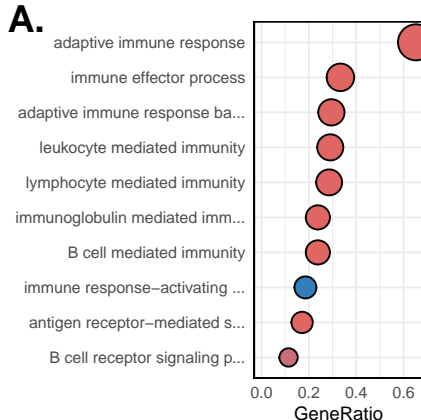 A.
adaptive immune response
immune effector process
adaptive immune response ba...
leukocyte mediated immunity
lymphocyte mediated immunity
immunoglobulin mediated imm...
B cell mediated immunity
immune response−activating ...
antigen receptor−mediated s...
B cell receptor signaling p...
0.0 0.2 0.4 0.6
GeneRatio